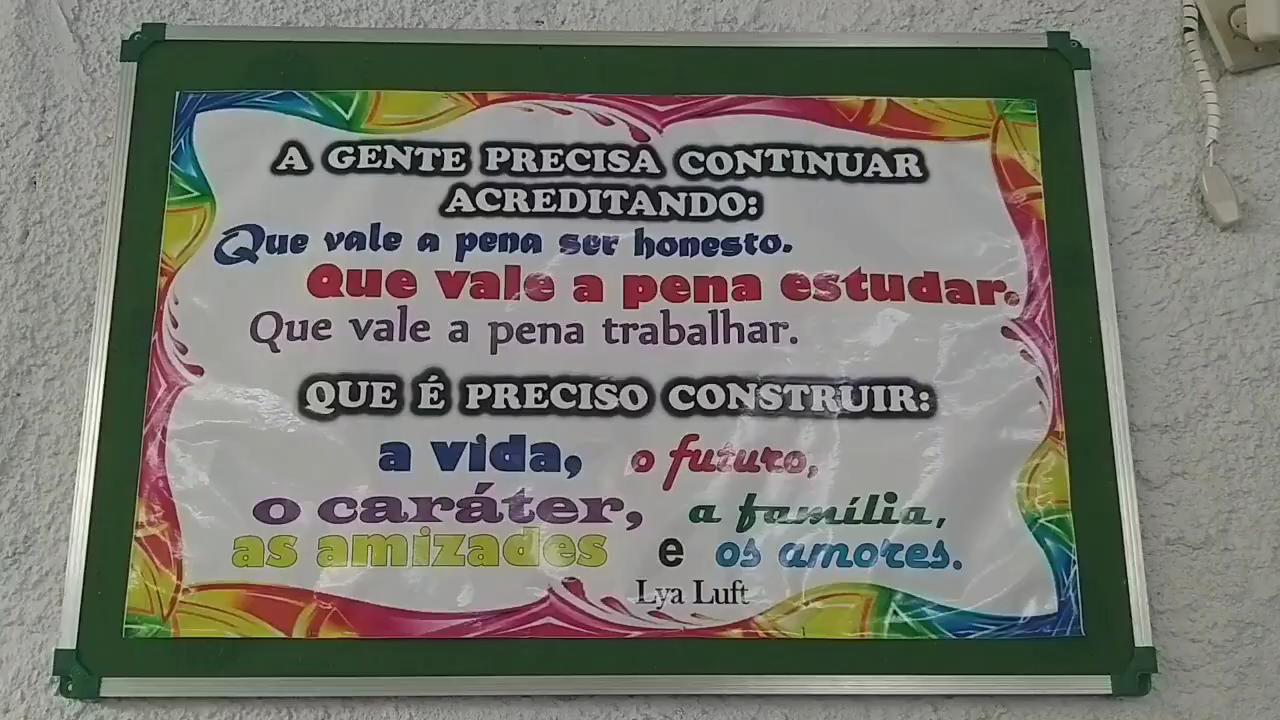 A GENTE PRECISA CONTINUAR
ACREDITANDO:
Que vale a pena ser honesto.
Que vale a pena estudar.
Que vale a pena trabalhar.
QUE É PRECISO CONSTRUIR:
a vida, o futuro,
o caráter, a família,
as amizades e os amores.
Lya Luft